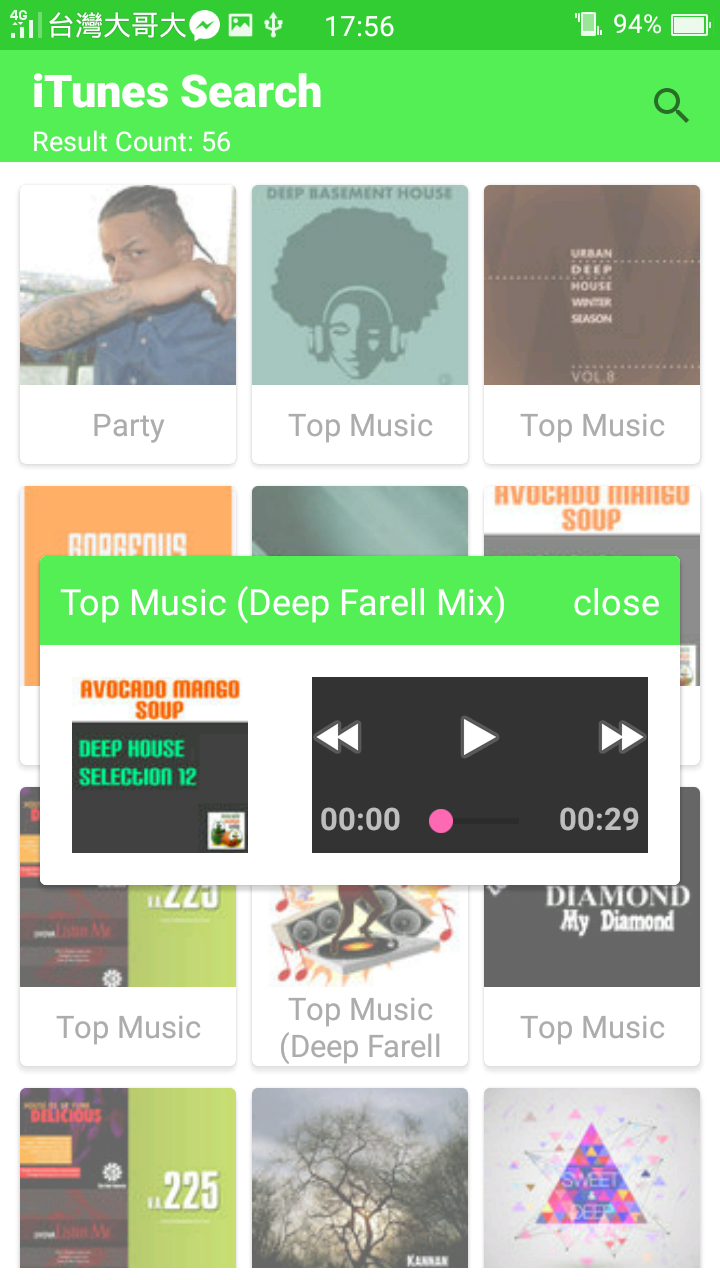 4G 台灣大哥大 17:56 94%
iTunes Search
Result Count: 56
DEEP BASEMENT HOUSE
URBAN
DEEP
HOUSE
WINTER
SEASON
VOL.8
Party
Top Music
Top Music
GORGEOUS
AVOCADO MANGO
SOUP
Top Music (Deep Farell Mix)
close
AVOCADO MANGO
SOUP
DEEP HOUSE
SELECTION 12
00:00
00:29
225
Listen Me
DIAMOND
My Diamond
Top Music
Top Music
(Deep Farell
Top Music
DELICIOUS
225
Listen Me
KANNAN
SWEET
&
DEEP